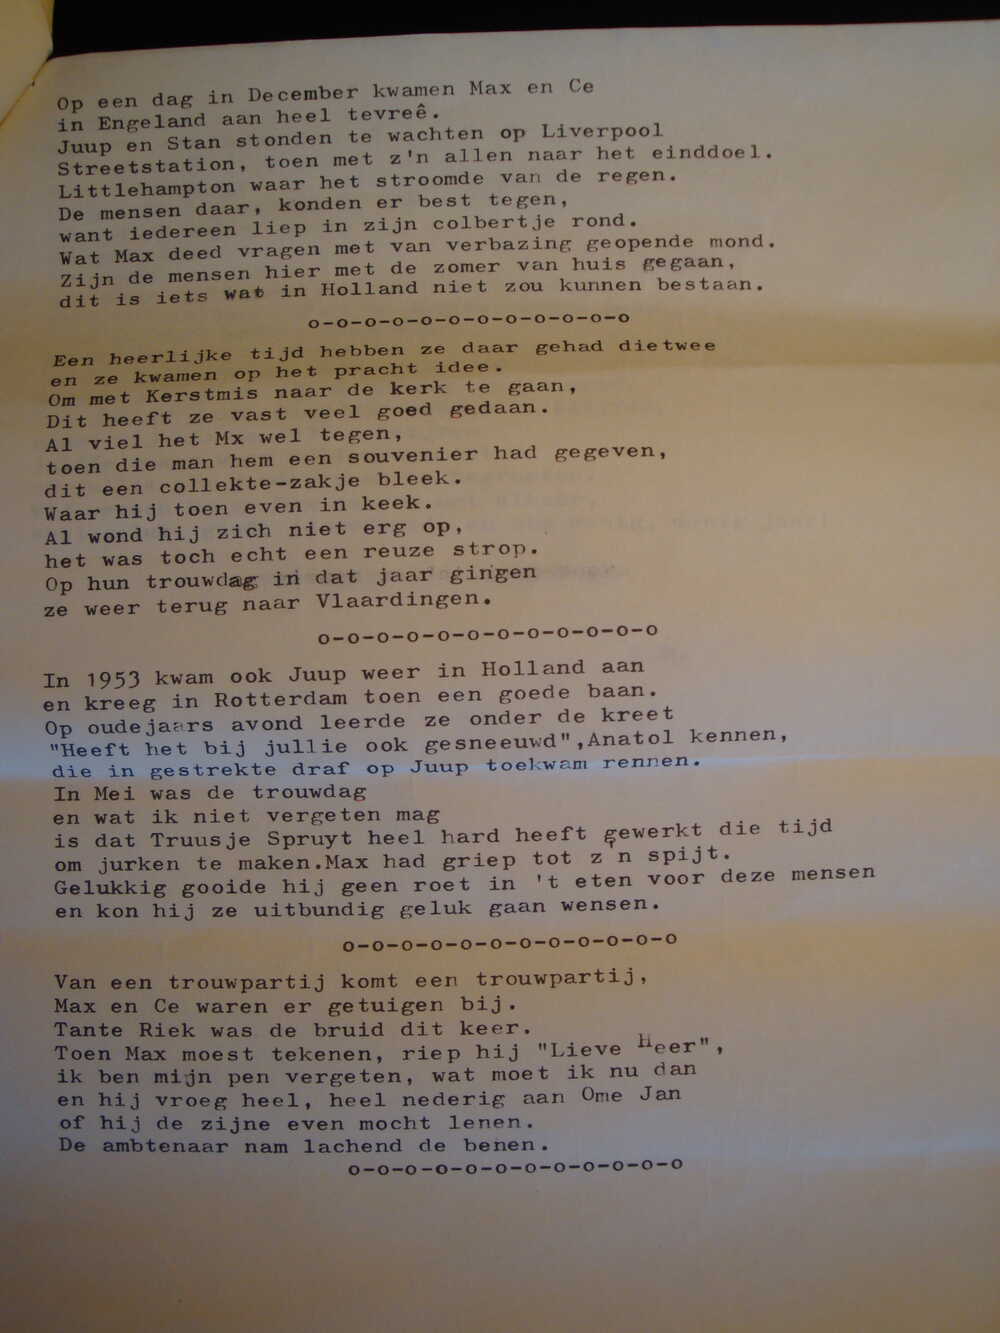 Op een dag in December kwamen Max en Ce
in Engeland aan heel tevreê.
Juup en Stan stonden te wachten op Liverpool
Streetstation, toen met z'n allen naar het einddoel.
Littlehampton waar het stroomde van de regen.
De mensen daar, konden er best tegen,
want iedereen liep in zijn colbertje rond.
Wat Max deed vragen met van verbazing geopende mond.
Zijn de mensen hier met de zomer van huis gegaan,
dit is iets wat in Holland niet zou kunnen bestaan.
o-o-o-o-o-o-o-o-o-o-o-o
Een heerlijke tijd hebben ze daar gehad dietwee
en ze kwamen op het pracht idee.
Om met Kerstmis naar de kerk te gaan,
Dit heeft ze vast veel goed gedaan.
Al viel het Mx wel tegen,
toen die man hem een souvenier had gegeven,
dit een collekte-zakje bleek.
Waar hij toen even in keek.
Al wond hij zich niet erg op,
het was toch echt een reuze strop.
Op hun trouwdag in dat jaar gingen
ze weer terug naar Vlaardingen.
o-o-o-o-o-o-o-o-o-o-o-o
In 1953 kwam ook Juup weer in Holland aan
en kreeg in Rotterdam toen een goede baan.
Op oudejaars avond leerde ze onder de kreet
"Heeft het bij jullie ook gesneeuwd",Anatol kennen,
die in gestrekte draf op Juup toekwam rennen.
In Mei was de trouwdag
en wat ik niet vergeten mag
is dat Truusje Spruyt heel hard heeft gewerkt die tijd
om jurken te maken.Max had griep tot z'n spijt.
Gelukkig gooide hij geen roet in 't eten voor deze mensen
en kon hij ze uitbundig geluk gaan wensen.
o-o-o-o-o-o-o-o-o-o-o-o
Van een trouwpartij komt een trouwpartij,
Max en Ce waren er getuigen bij.
Tante Riek was de bruid dit keer.
Toen Max moest tekenen, riep hij "Lieve Heer",
ik ben mijn pen vergeten, wat moet ik nu dan
en hij vroeg heel, heel nederig aan Ome Jan
of hij de zijne even mocht lenen.
De ambtenaar nam lachend de benen.
o-o-o-o-o-o-o-o-o-o-o-o